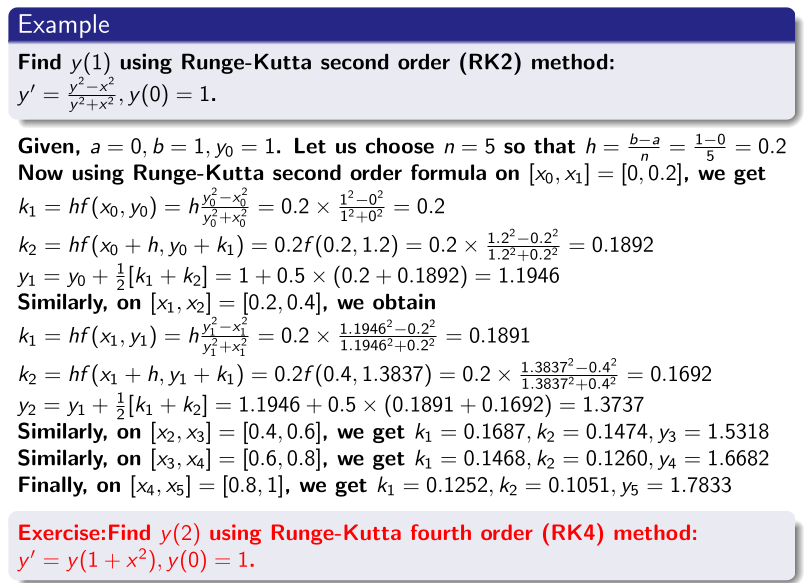 Example
Find y(1) using Runge-Kutta second order (RK2) method:
y′ = \frac{y^2−x^2}{y^2+x^2}, y(0) = 1.
Given, a = 0, b = 1, y_0 = 1. Let us choose n = 5 so that h = \frac{b−a}{n} = \frac{1−0}{5} = 0.2
Now using Runge-Kutta second order formula on [x_0, x_1] = [0, 0.2], we get
k_1 = hf(x_0, y_0) = h\frac{y_0^2−x_0^2}{y_0^2+x_0^2} = 0.2 × \frac{1^2−0^2}{1^2+0^2} = 0.2
k_2 = hf(x_0 + h, y_0 + k_1) = 0.2f(0.2, 1.2) = 0.2 × \frac{1.2^2−0.2^2}{1.2^2+0.2^2} = 0.1892
y_1 = y_0 + \frac{1}{2}[k_1 + k_2] = 1 + 0.5 × (0.2 + 0.1892) = 1.1946
Similarly, on [x_1, x_2] = [0.2, 0.4], we obtain
k_1 = hf(x_1, y_1) = h\frac{y_1^2−x_1^2}{y_1^2+x_1^2} = 0.2 × \frac{1.1946^2−0.2^2}{1.1946^2+0.2^2} = 0.1891
k_2 = hf(x_1 + h, y_1 + k_1) = 0.2f(0.4, 1.3837) = 0.2 × \frac{1.3837^2−0.4^2}{1.3837^2+0.4^2} = 0.1692
y_2 = y_1 + \frac{1}{2}[k_1 + k_2] = 1.1946 + 0.5 × (0.1891 + 0.1692) = 1.3737
Similarly, on [x_2, x_3] = [0.4, 0.6], we get k_1 = 0.1687, k_2 = 0.1474, y_3 = 1.5318
Similarly, on [x_3, x_4] = [0.6, 0.8], we get k_1 = 0.1468, k_2 = 0.1260, y_4 = 1.6682
Finally, on [x_4, x_5] = [0.8, 1], we get k_1 = 0.1252, k_2 = 0.1051, y_5 = 1.7833
Exercise:Find y(2) using Runge-Kutta fourth order (RK4) method:
y′ = y(1 + x^2), y(0) = 1.